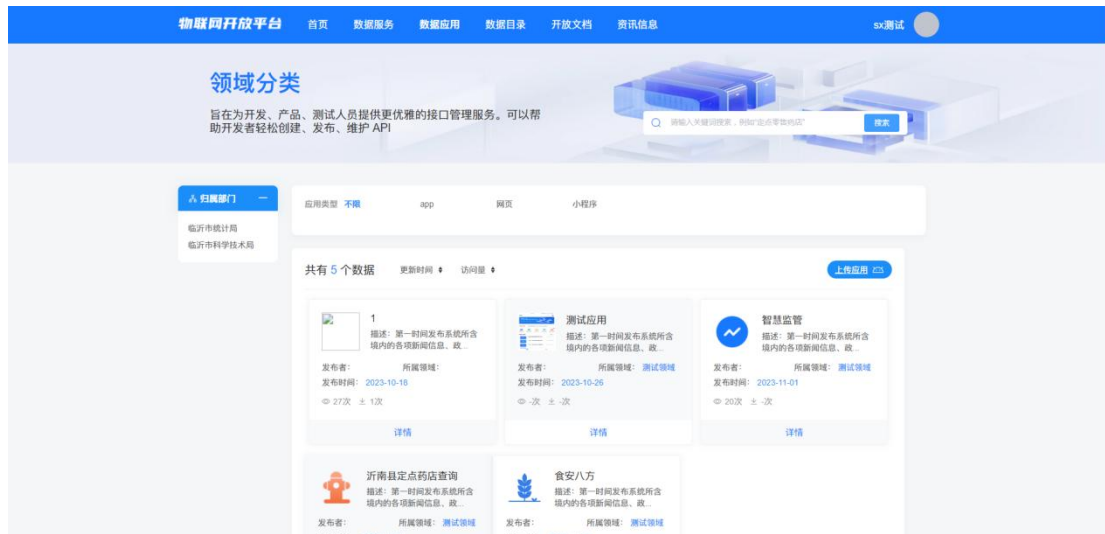 物联网开放平台 首页 数据服务 数据应用 数据目录 开放文档 资讯信息 sx测试
领域分类
旨在为开发、产品、测试人员提供更优雅的接口管理服务。可以帮
助开发者轻松创建、发布、维护 API
请输入关键词搜索，例如"定点零售药店" 搜索
归属部门
临沂市统计局
临沂市科学技术局
应用类型 不限 app 网页 小程序
共有 5 个数据 更新时间 访问量 上传应用
1
描述：第一时间发布系统所含
境内的各项新闻信息、政...
发布者： 所属领域：
发布时间： 2023-10-18
27次 1次
详情
测试应用
描述：第一时间发布系统所含
境内的各项新闻信息、政...
发布者： 所属领域： 测试领域
发布时间： 2023-10-26
-次 -次
详情
智慧监管
描述：第一时间发布系统所含
境内的各项新闻信息、政...
发布者： 所属领域： 测试领域
发布时间： 2023-11-01
20次 -次
详情
沂南县定点药店查询
描述：第一时间发布系统所含
境内的各项新闻信息、政...
发布者： 所属领域： 测试领域
食安八方
描述：第一时间发布系统所含
境内的各项新闻信息、政...
发布者： 所属领域： 测试领域